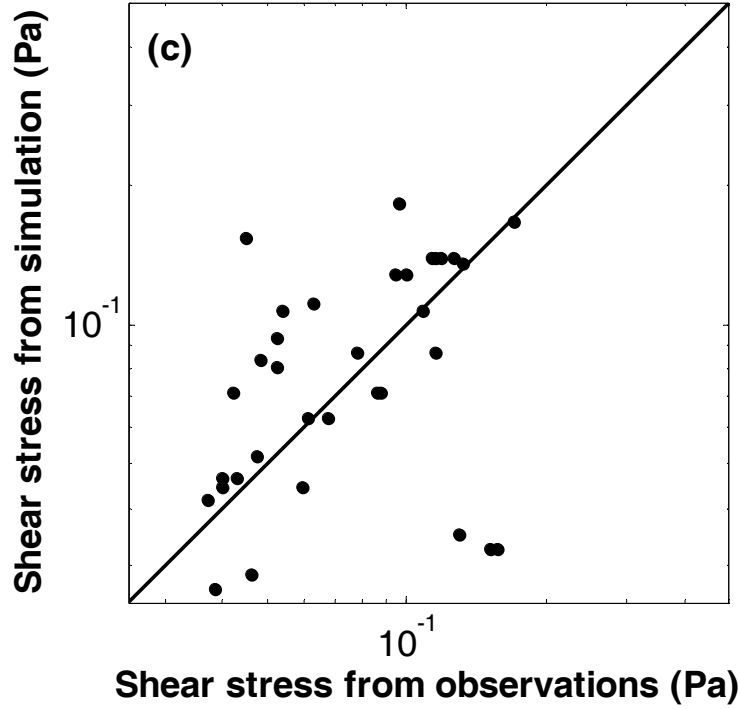 (c)
Shear stress from simulation (Pa)
10⁻¹
10⁻¹
Shear stress from observations (Pa)